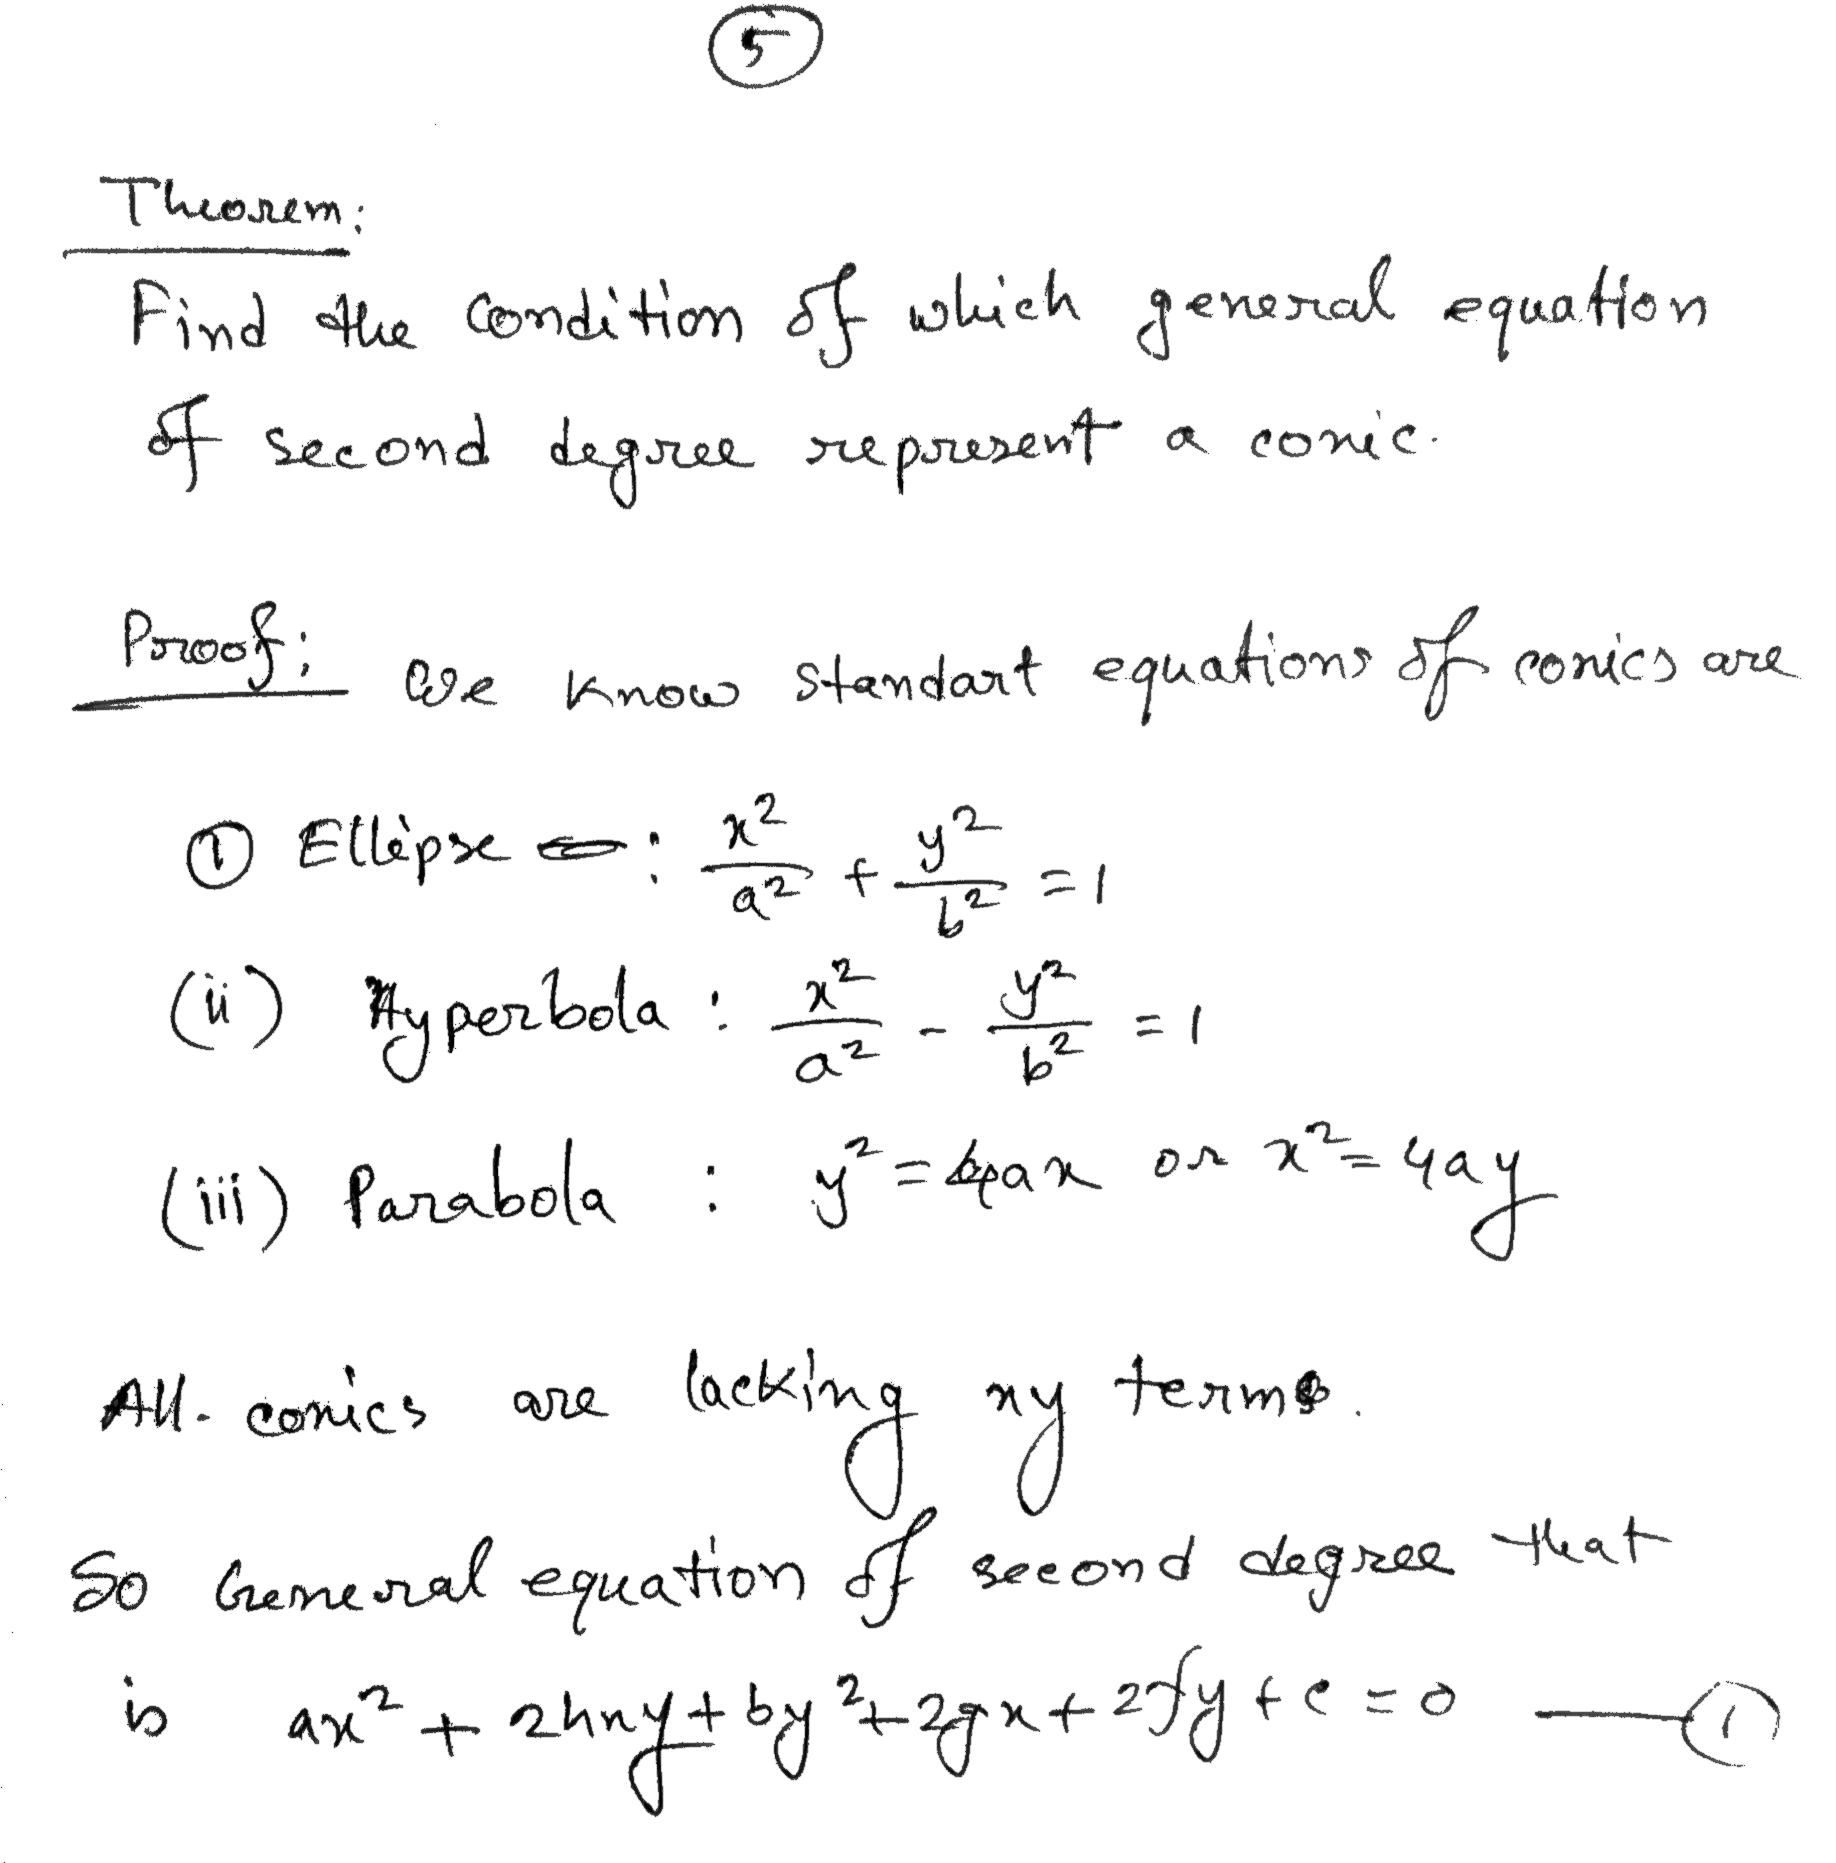 5
Theorem:
Find the condition of which general equation
of second degree represent a conic.
Proof: We know standart equations of conics are
(i) Ellipse : x²/a² + y²/b² = 1
(ii) Hyperbola : x²/a² - y²/b² = 1
(iii) Parabola : y² = 4ax or x² = 4ay
All conics are lacking xy terms.
So General equation of second degree that
is ax² + 2hxy + by² + 2gx + 2fy + c = 0 —(1)